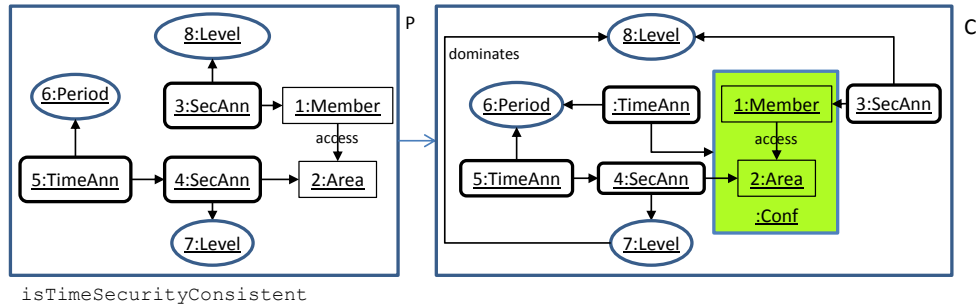 P
8:Level
6:Period
3:SecAnn
1:Member
access
5:TimeAnn
4:SecAnn
2:Area
7:Level
C
dominates
8:Level
6:Period
:TimeAnn
1:Member
3:SecAnn
access
5:TimeAnn
4:SecAnn
2:Area
:Conf
7:Level
isTimeSecurityConsistent